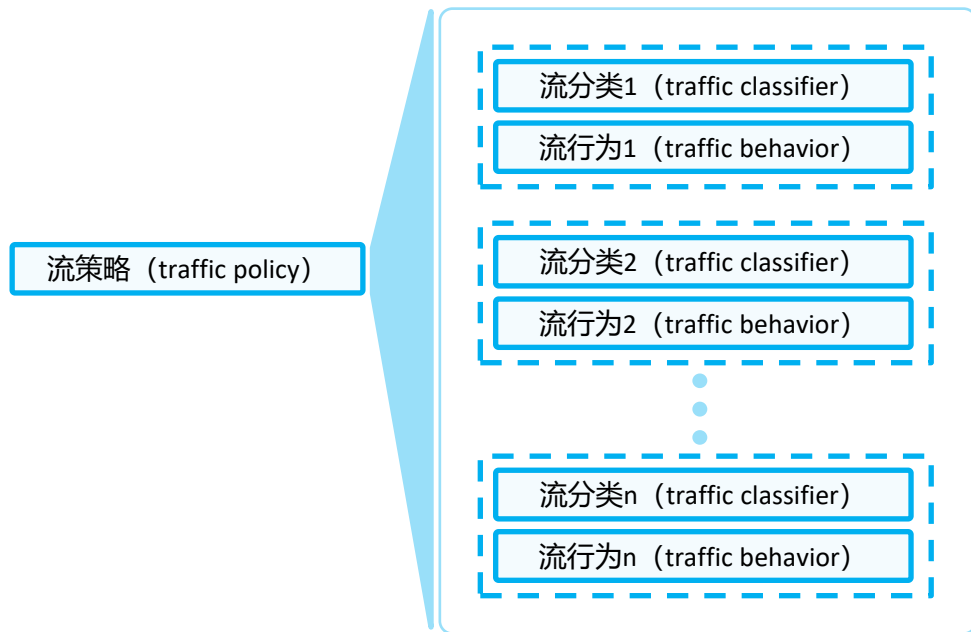 流策略（traffic policy）
流分类1（traffic classifier）
流行为1（traffic behavior）
流分类2（traffic classifier）
流行为2（traffic behavior）
流分类n（traffic classifier）
流行为n（traffic behavior）